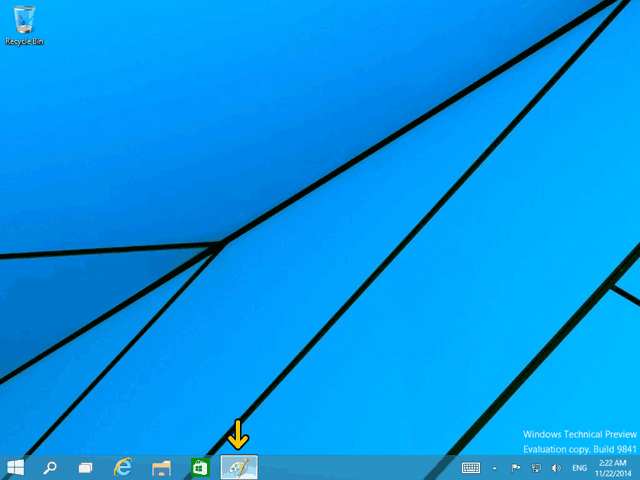 Recycle Bin
Windows Technical Preview
Evaluation copy. Build 9841
ENG
2:22 AM
11/22/2014